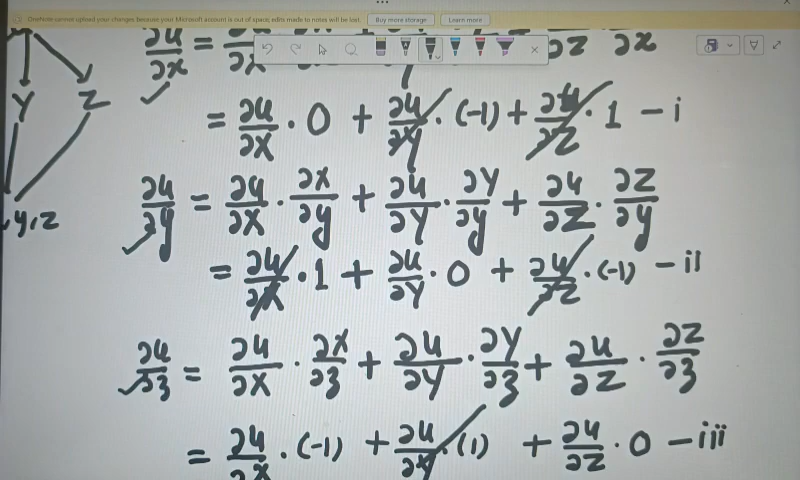 OneNote cannot upload your changes because your Microsoft account is out of space, edits made to notes will be lost. Buy more storage Learn more
∂u/∂x =
= ∂u/∂X · 0 + ∂u/∂Y · (-1) + ∂u/∂Z · 1 - i
Y Z
∂u/∂y = ∂u/∂X · ∂X/∂y + ∂u/∂Y · ∂Y/∂y + ∂u/∂Z · ∂Z/∂y
y,z
= ∂u/∂X · 1 + ∂u/∂Y · 0 + ∂u/∂Z · (-1) - ii
∂u/∂z = ∂u/∂X · ∂X/∂z + ∂u/∂Y · ∂Y/∂z + ∂u/∂Z · ∂Z/∂z
= ∂u/∂X · (-1) + ∂u/∂Y · (1) + ∂u/∂Z · 0 - iii